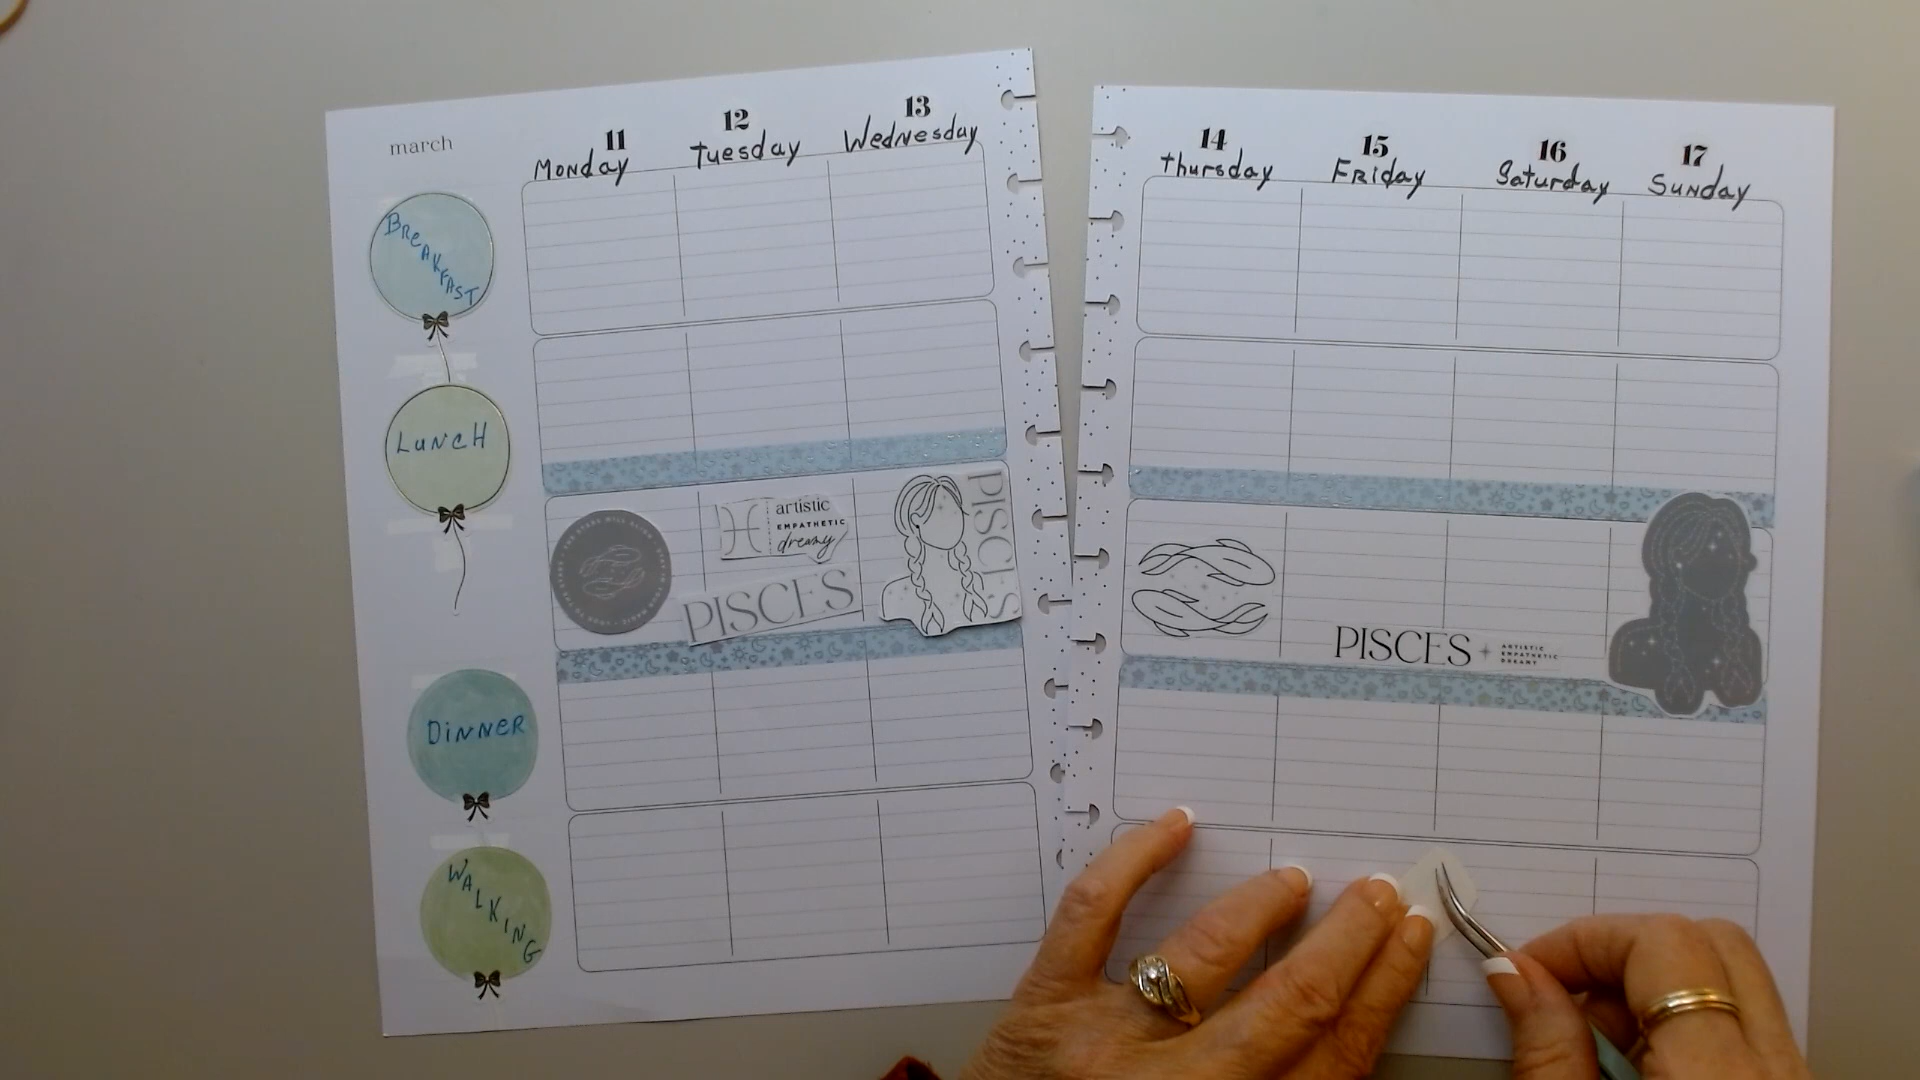 march
11
12
13
Monday
Tuesday
Wednesday
14
15
16
17
Thursday
Friday
Saturday
Sunday
BreAkFAST
LuncH
DiNNeR
WALKING
artistic
EMPATHETIC
dreamy
PISCES
PISCES
PISCES
ARTISTIC
EMPATHETIC
DREAMY